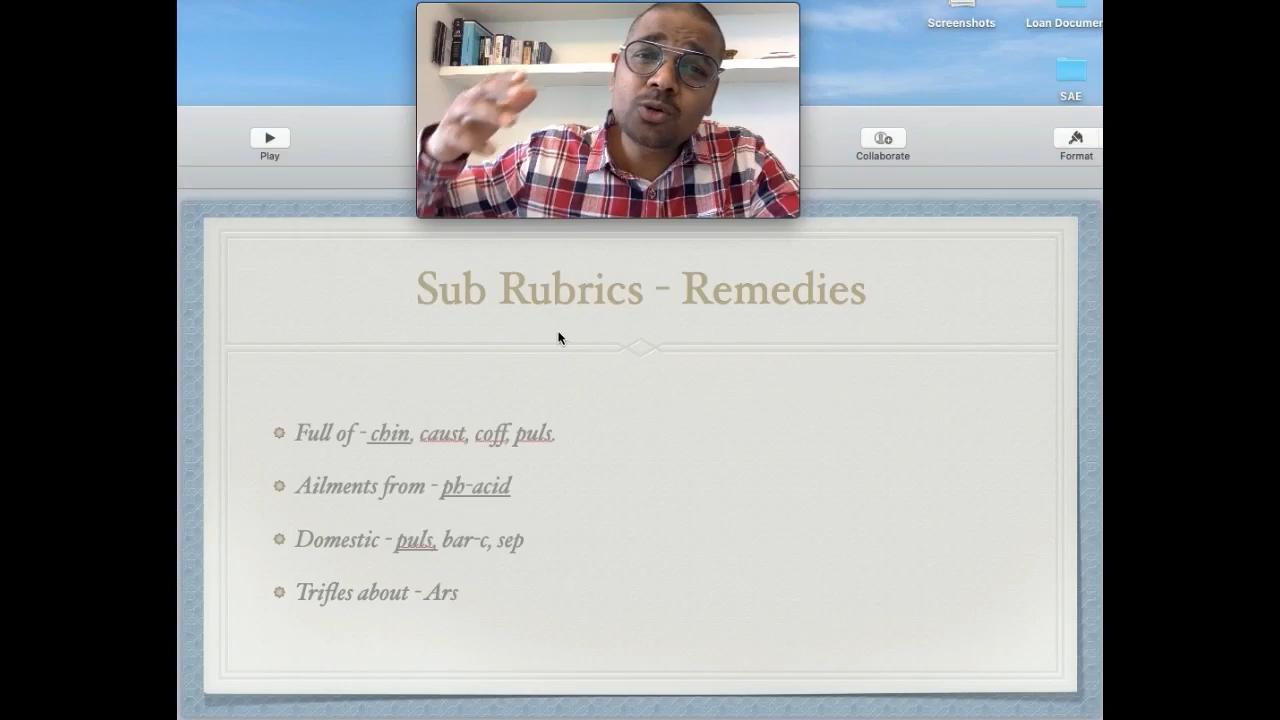 Screenshots
Loan Documen
SAE
Play
Collaborate
Format
Sub Rubrics - Remedies
Full of - chin, caust, coff, puls.
Ailments from - ph-acid
Domestic - puls, bar-c, sep
Trifles about - Ars